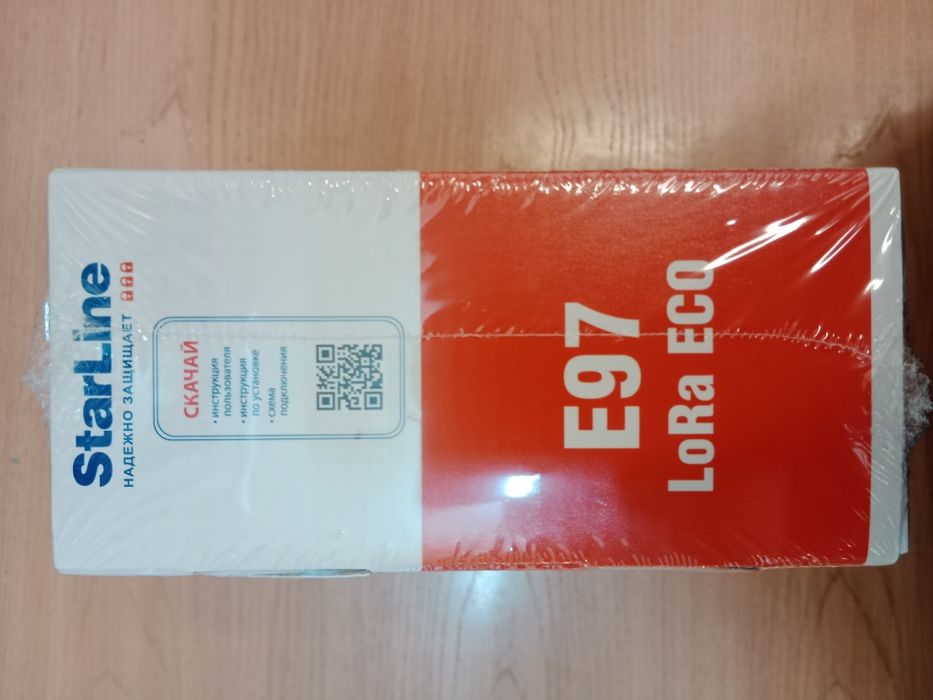 StarLine
НАДЕЖНО ЗАЩИЩАЕТ
СКАЧАЙ
• инструкция
пользователя
• инструкция
по установке
• схема
подключения
E97
LoRa ECO